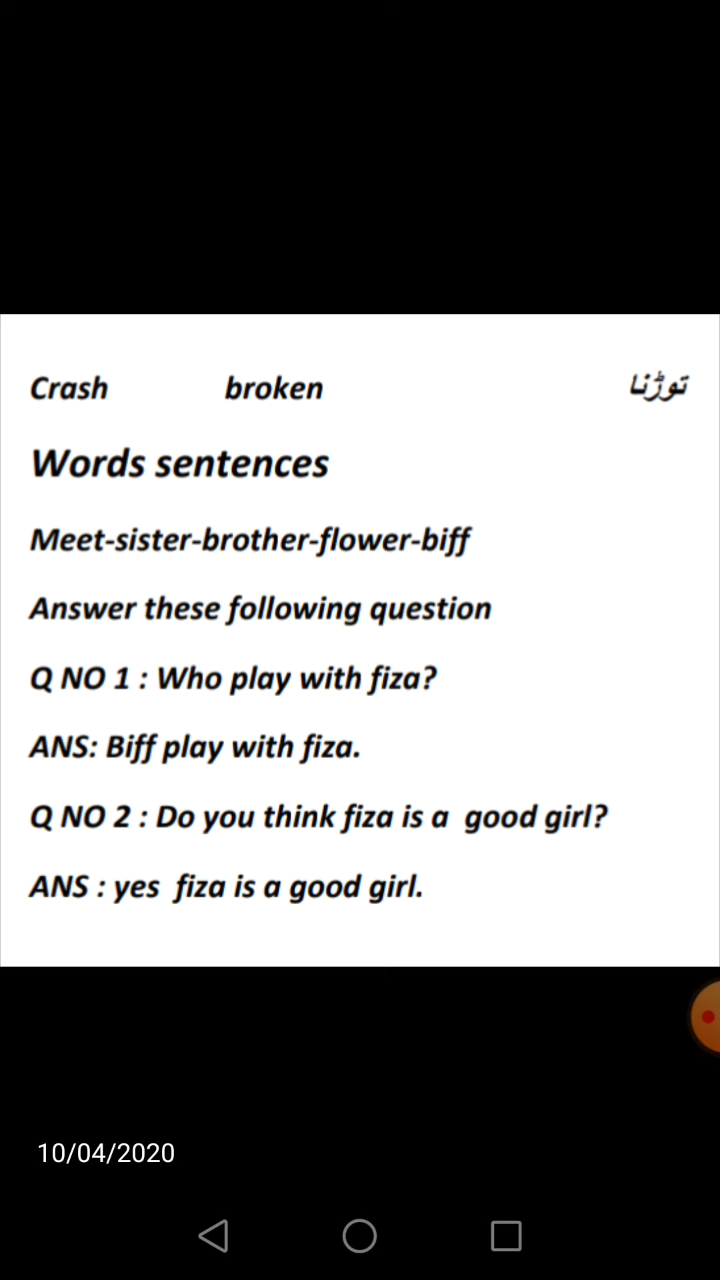 Crash broken توڑنا
Words sentences
Meet-sister-brother-flower-biff
Answer these following question
Q NO 1 : Who play with fiza?
ANS: Biff play with fiza.
Q NO 2 : Do you think fiza is a good girl?
ANS : yes fiza is a good girl.
10/04/2020